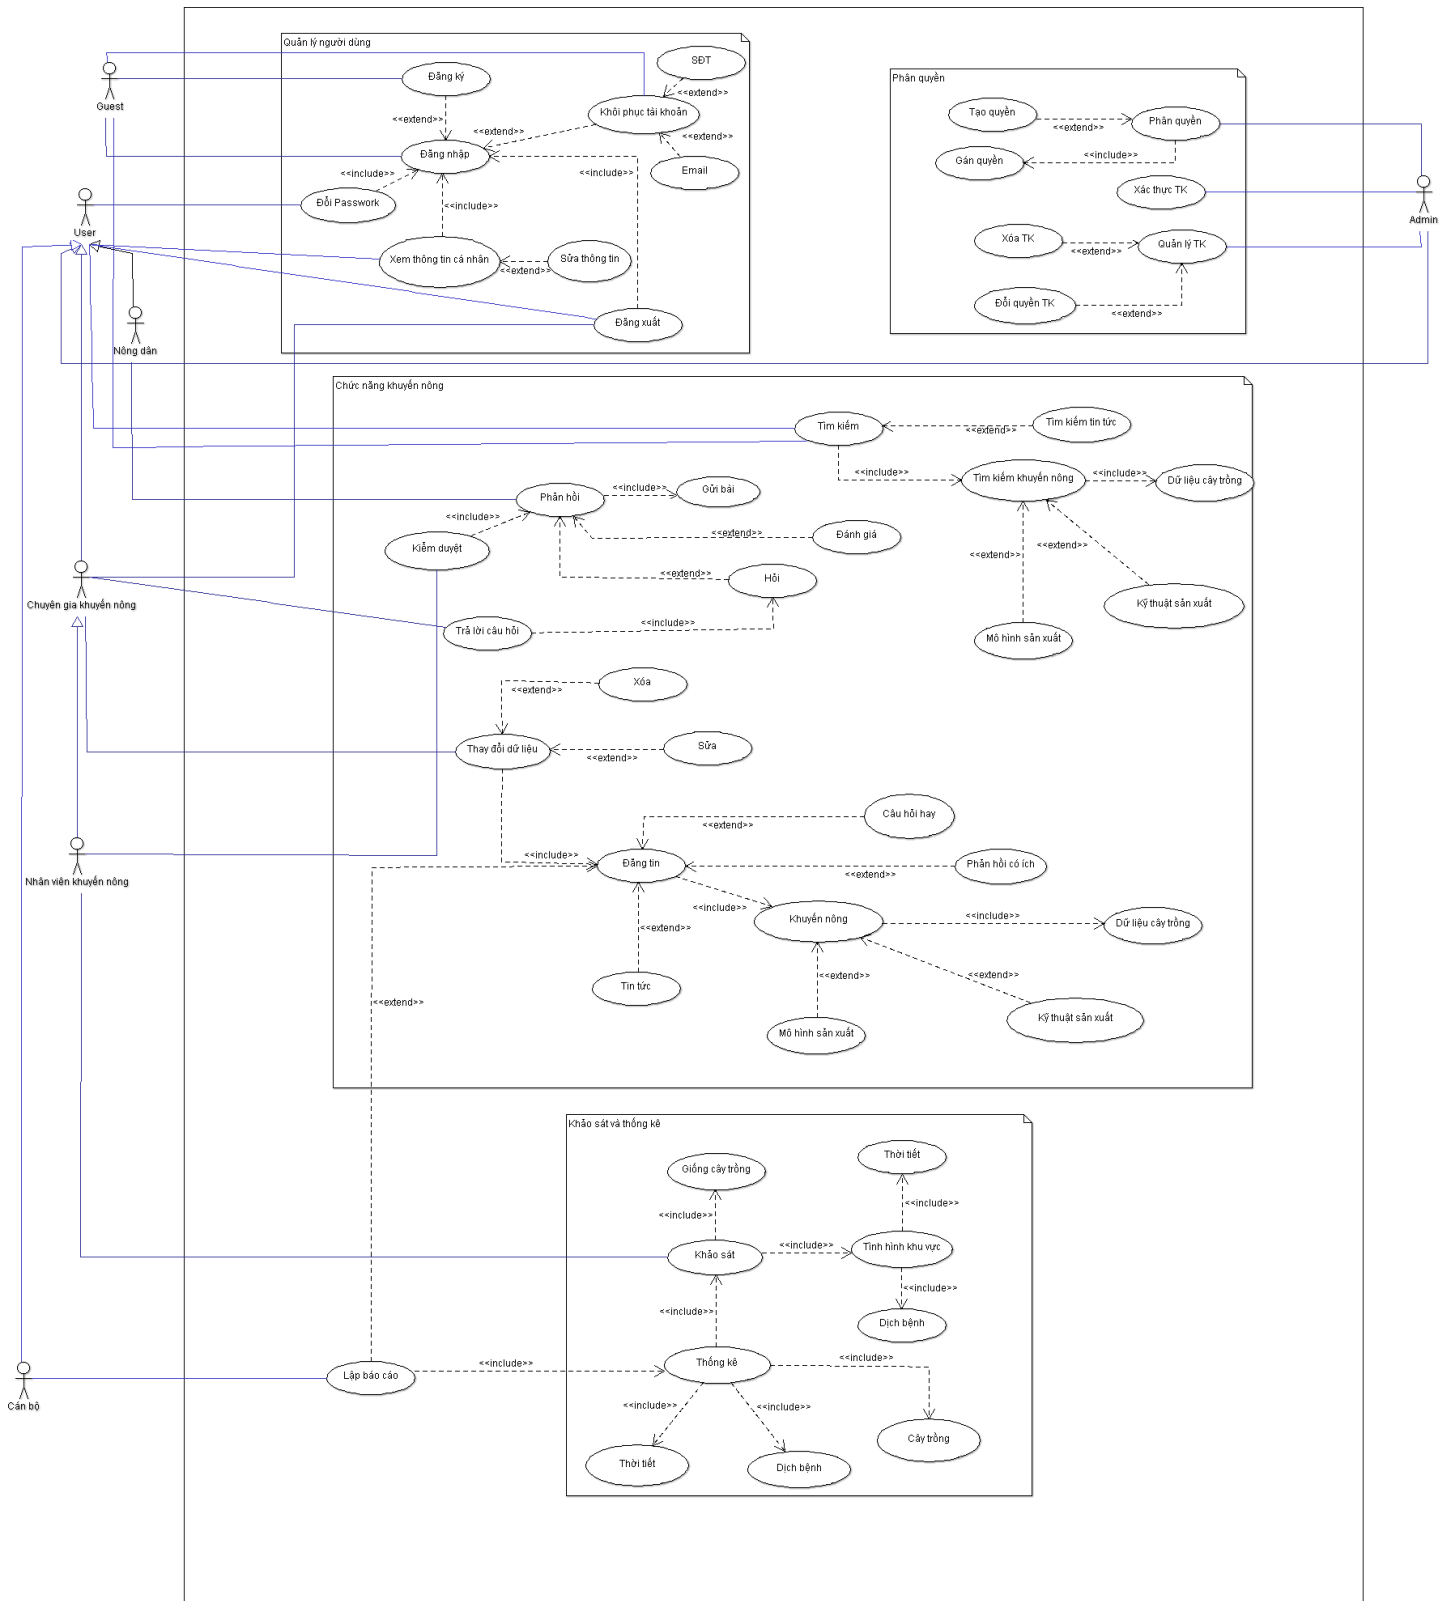 Quản lý người dùng
SĐT
Guest
Đăng ký
<<extend>>
Khôi phục tài khoản
<<extend>>
<<extend>>
<<extend>>
Đăng nhập
<<include>>
<<include>>
Email
Đổi Passwork
<<include>>
User
Xem thông tin cá nhân
<<extend>>
Sửa thông tin
Đăng xuất
Nông dân
Phân quyền
Tạo quyền
<<extend>>
Phân quyền
Gán quyền
<<include>>
Xác thực TK
Admin
Xóa TK
<<extend>>
Quản lý TK
Đổi quyền TK
<<extend>>
Chức năng khuyến nông
Tìm kiếm
<<extend>>
Tìm kiếm tin tức
<<include>>
Tìm kiếm khuyến nông
<<include>>
Dữ liệu cây trồng
Phản hồi
<<include>>
Gửi bài
<<include>>
Kiểm duyệt
<<extend>>
Đánh giá
<<extend>>
<<extend>>
<<extend>>
Hỏi
Chuyên gia khuyến nông
Kỹ thuật sản xuất
Trả lời câu hỏi
<<include>>
Mô hình sản xuất
Xóa
<<extend>>
Thay đổi dữ liệu
Sửa
<<extend>>
Câu hỏi hay
<<extend>>
<<include>>
Đăng tin
Phản hồi có ích
<<extend>>
Nhân viên khuyến nông
<<include>>
Khuyến nông
<<include>>
Dữ liệu cây trồng
<<extend>>
<<extend>>
<<extend>>
Tin tức
<<extend>>
Kỹ thuật sản xuất
Mô hình sản xuất
Khảo sát và thống kê
Thời tiết
Giống cây trồng
<<include>>
<<include>>
Khảo sát
<<include>>
Tình hình khu vực
<<include>>
<<include>>
Dịch bệnh
Lập báo cáo
<<include>>
Thống kê
<<include>>
Cán bộ
<<include>>
<<include>>
Cây trồng
Thời tiết
Dịch bệnh